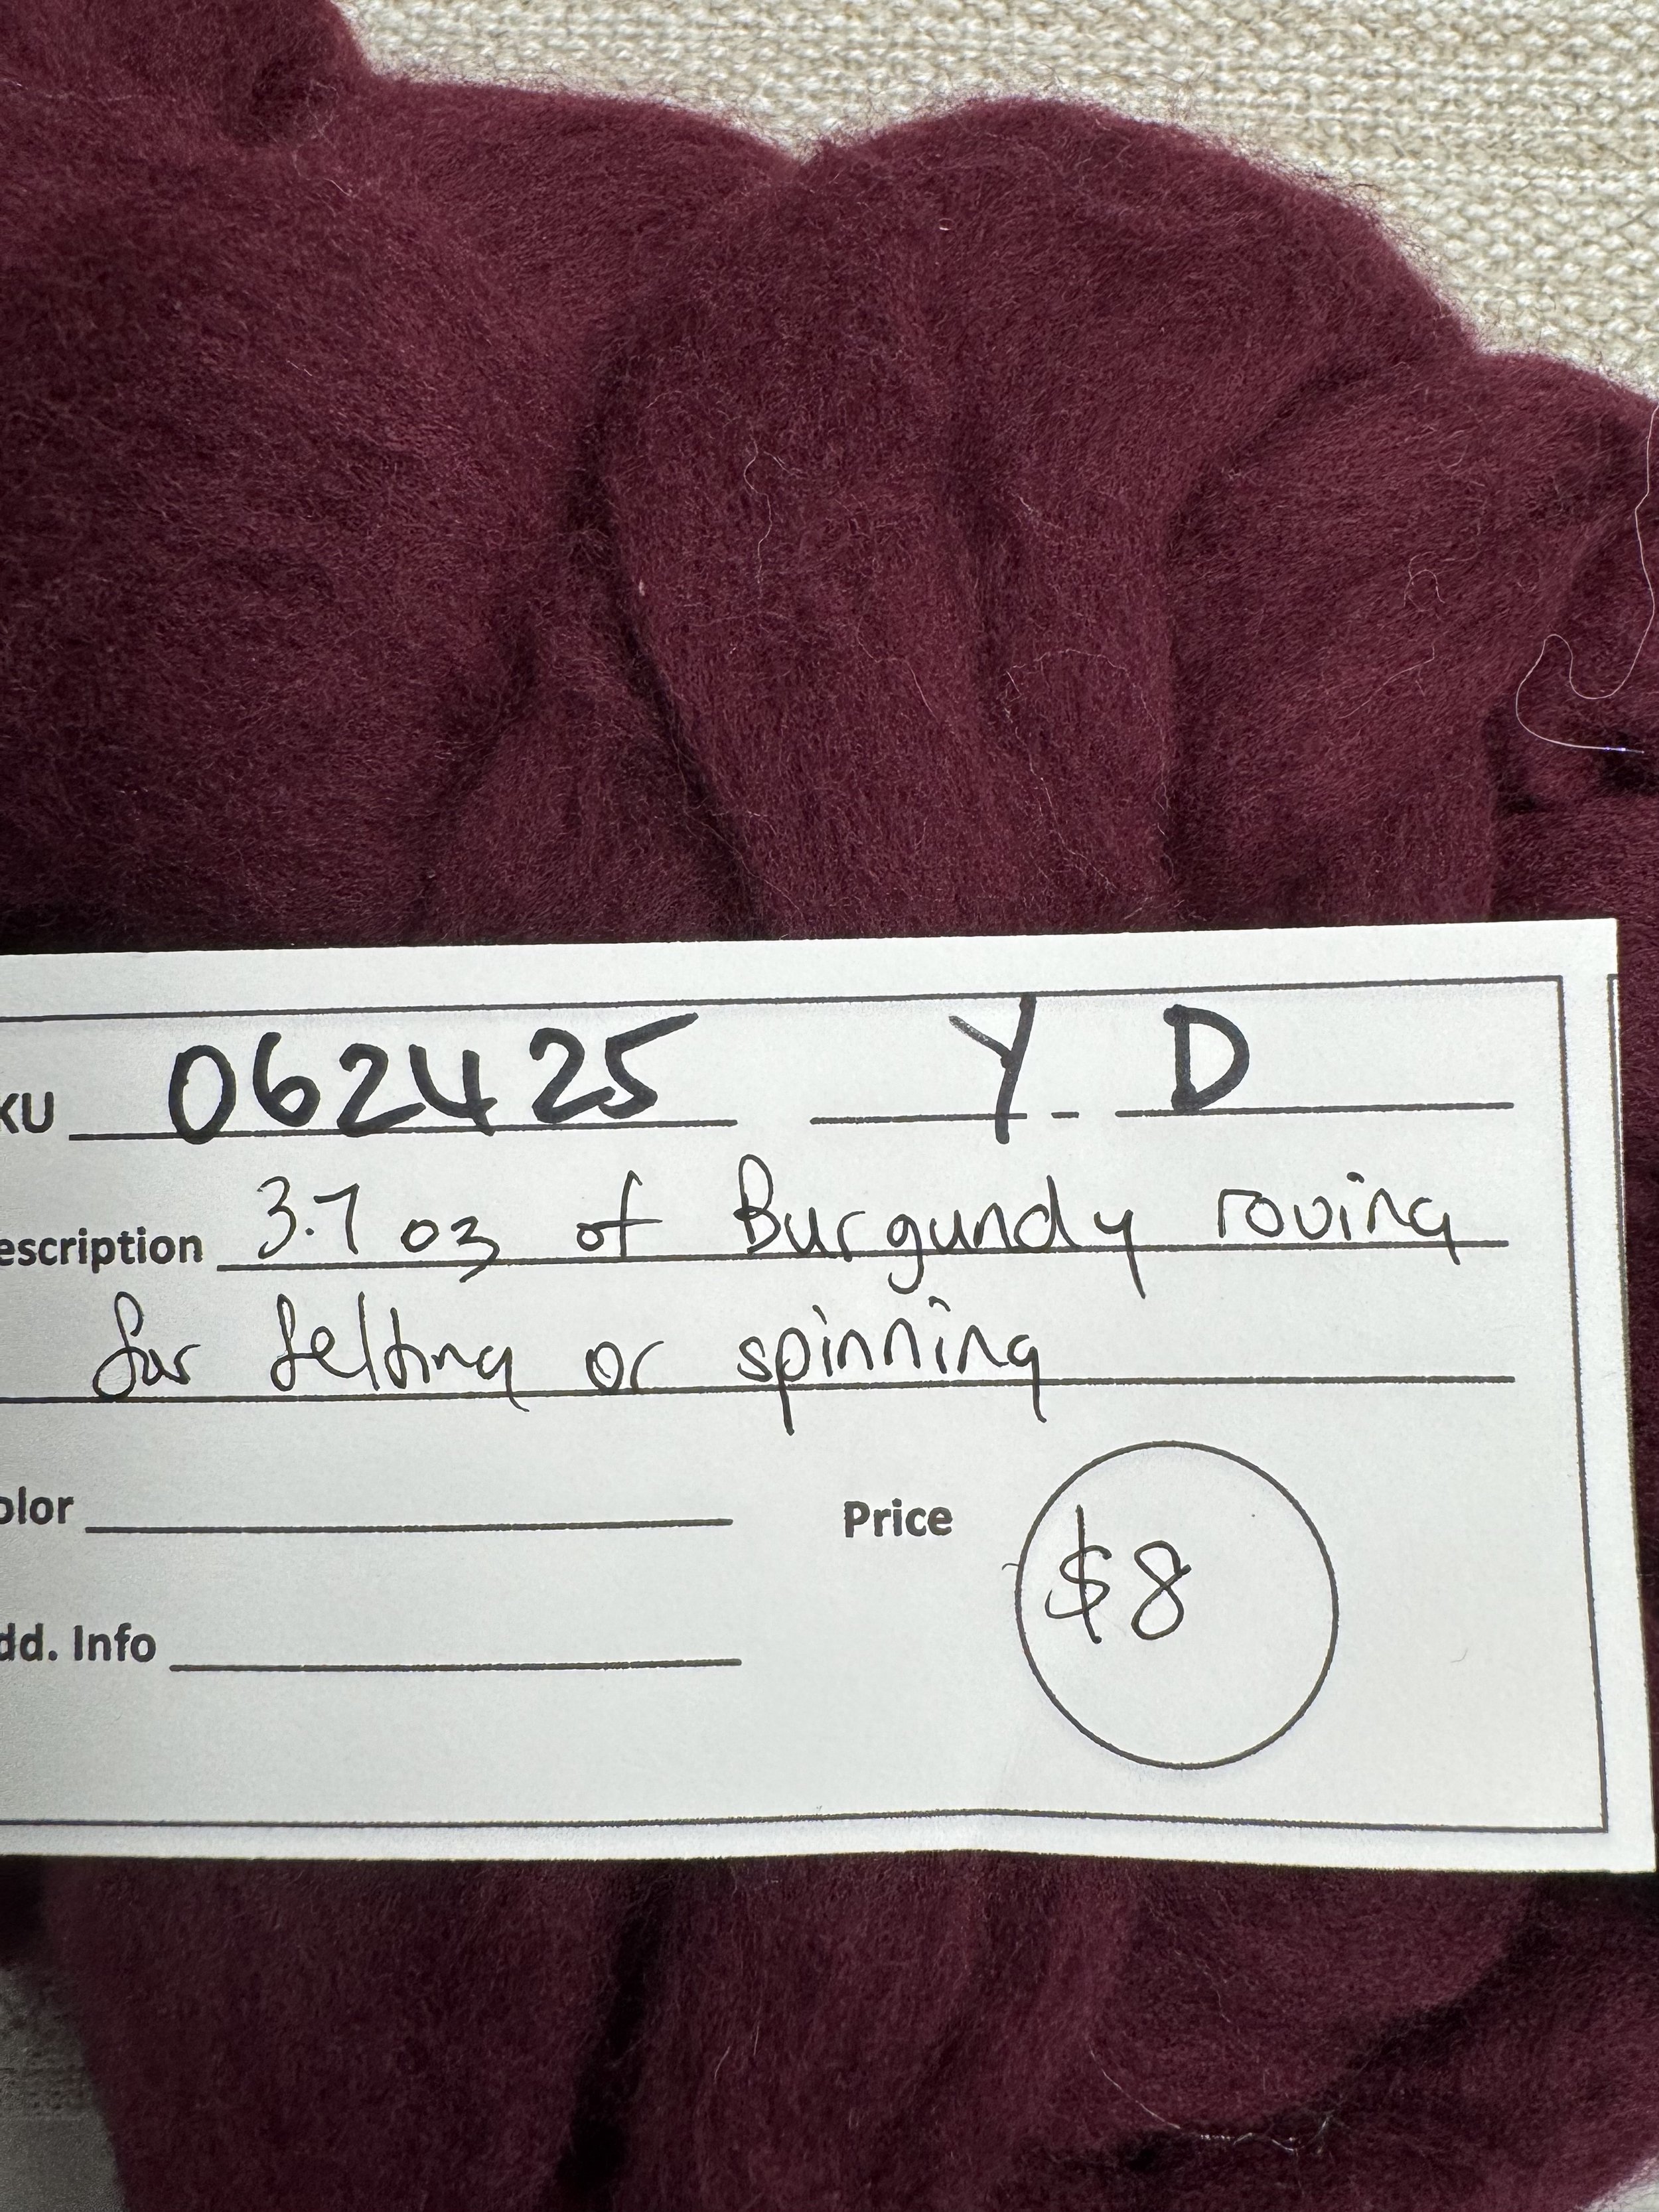 KU 062425 Y - D
escription 3.7 oz of Burgundy roving
for felting or spinning
olor Price $8
dd. Info